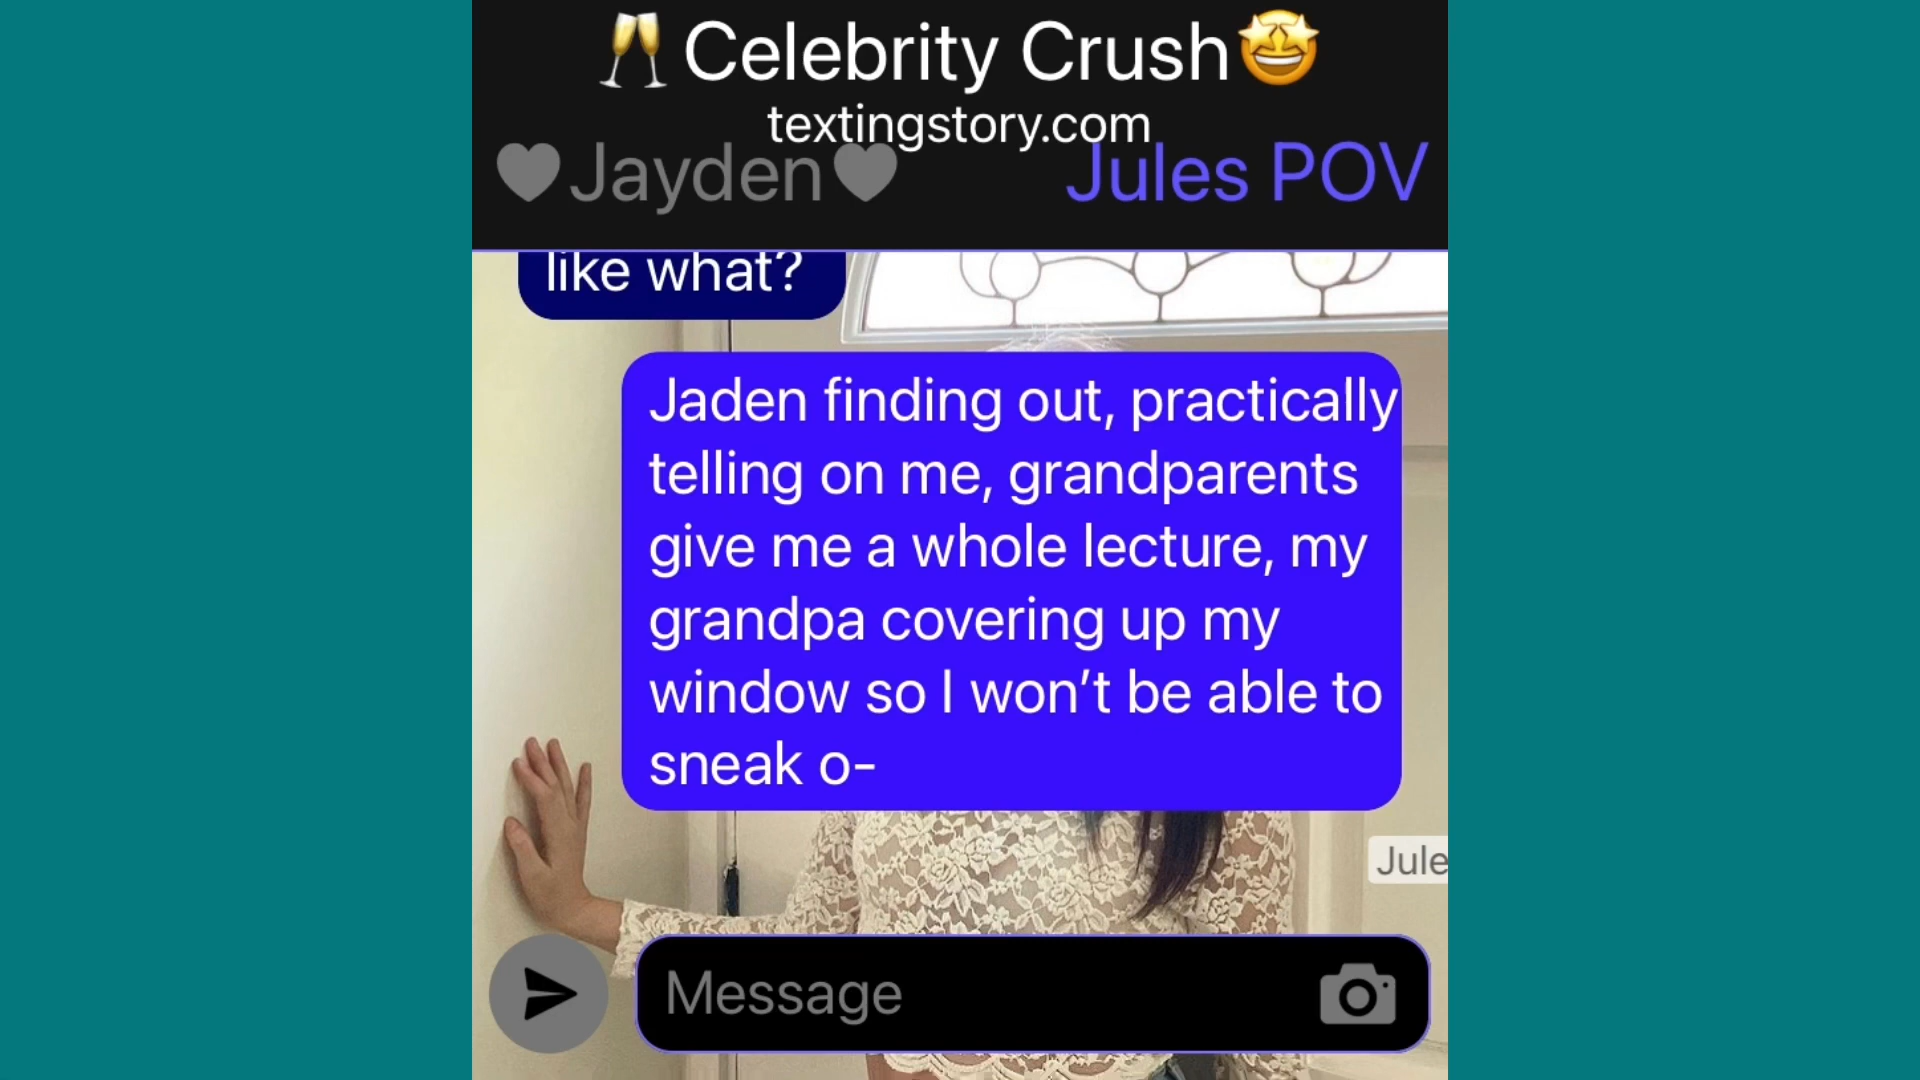 🥂Celebrity Crush🤩
textingstory.com
🖤Jayden🖤 Jules POV
like what?
Jaden finding out, practically
telling on me, grandparents
give me a whole lecture, my
grandpa covering up my
window so I won’t be able to
sneak o-
Jule
Message